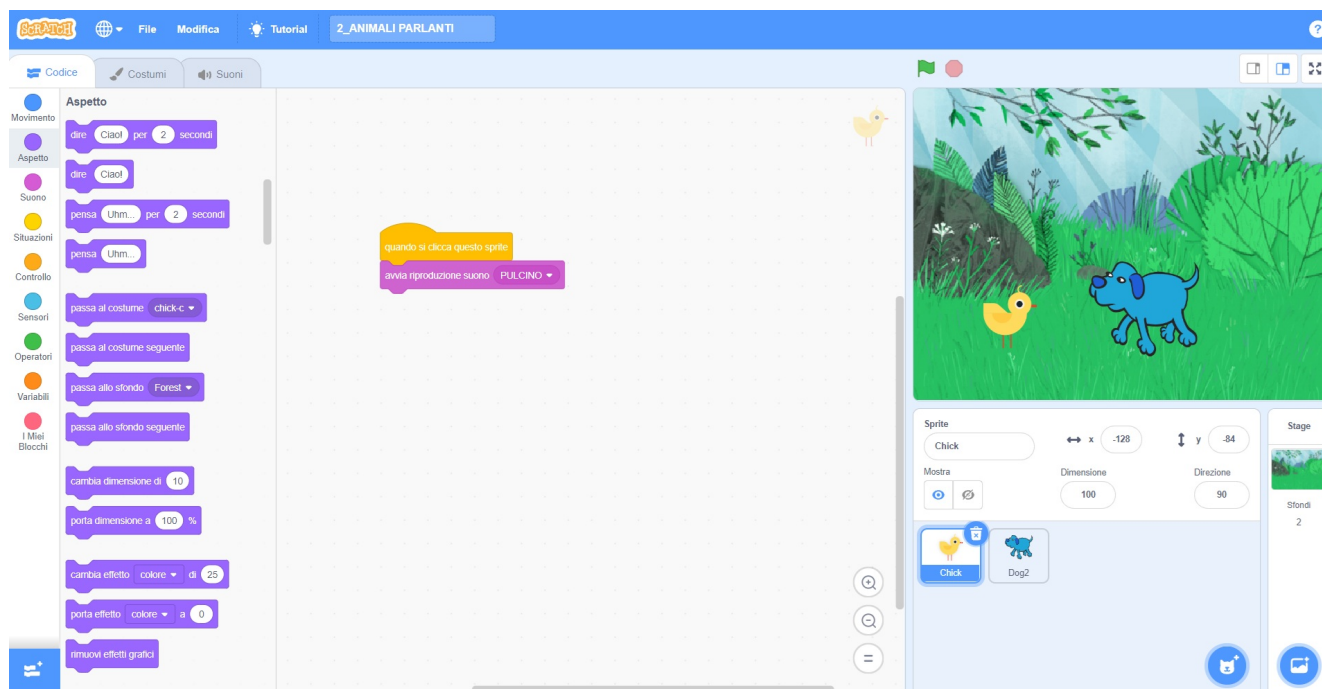 SCRATCH
File
Modifica
Tutorial
2_ANIMALI PARLANTI
?
Codice
Costumi
Suoni
Movimento
Aspetto
Suono
Situazioni
Controllo
Sensori
Operatori
Variabili
I Miei
Blocchi
Aspetto
dire Ciao! per 2 secondi
dire Ciao!
pensa Uhm... per 2 secondi
pensa Uhm...
passa al costume chick-c
passa al costume seguente
passa allo sfondo Forest
passa allo sfondo seguente
cambia dimensione di 10
porta dimensione a 100 %
cambia effetto colore di 25
porta effetto colore a 0
rimuovi effetti grafici
quando si clicca questo sprite
avvia riproduzione suono PULCINO
Sprite
Chick
x -128
y -84
Mostra
Dimensione
100
Direzione
90
Chick
Dog2
Stage
Sfondi
2